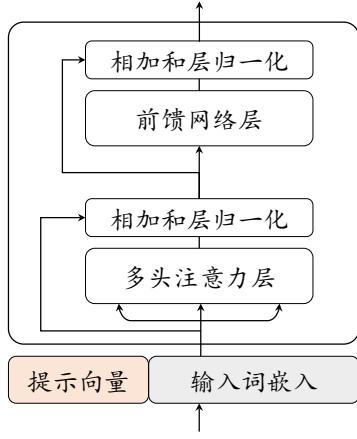 相加和层归一化
前馈网络层
相加和层归一化
多头注意力层
提示向量 输入词嵌入